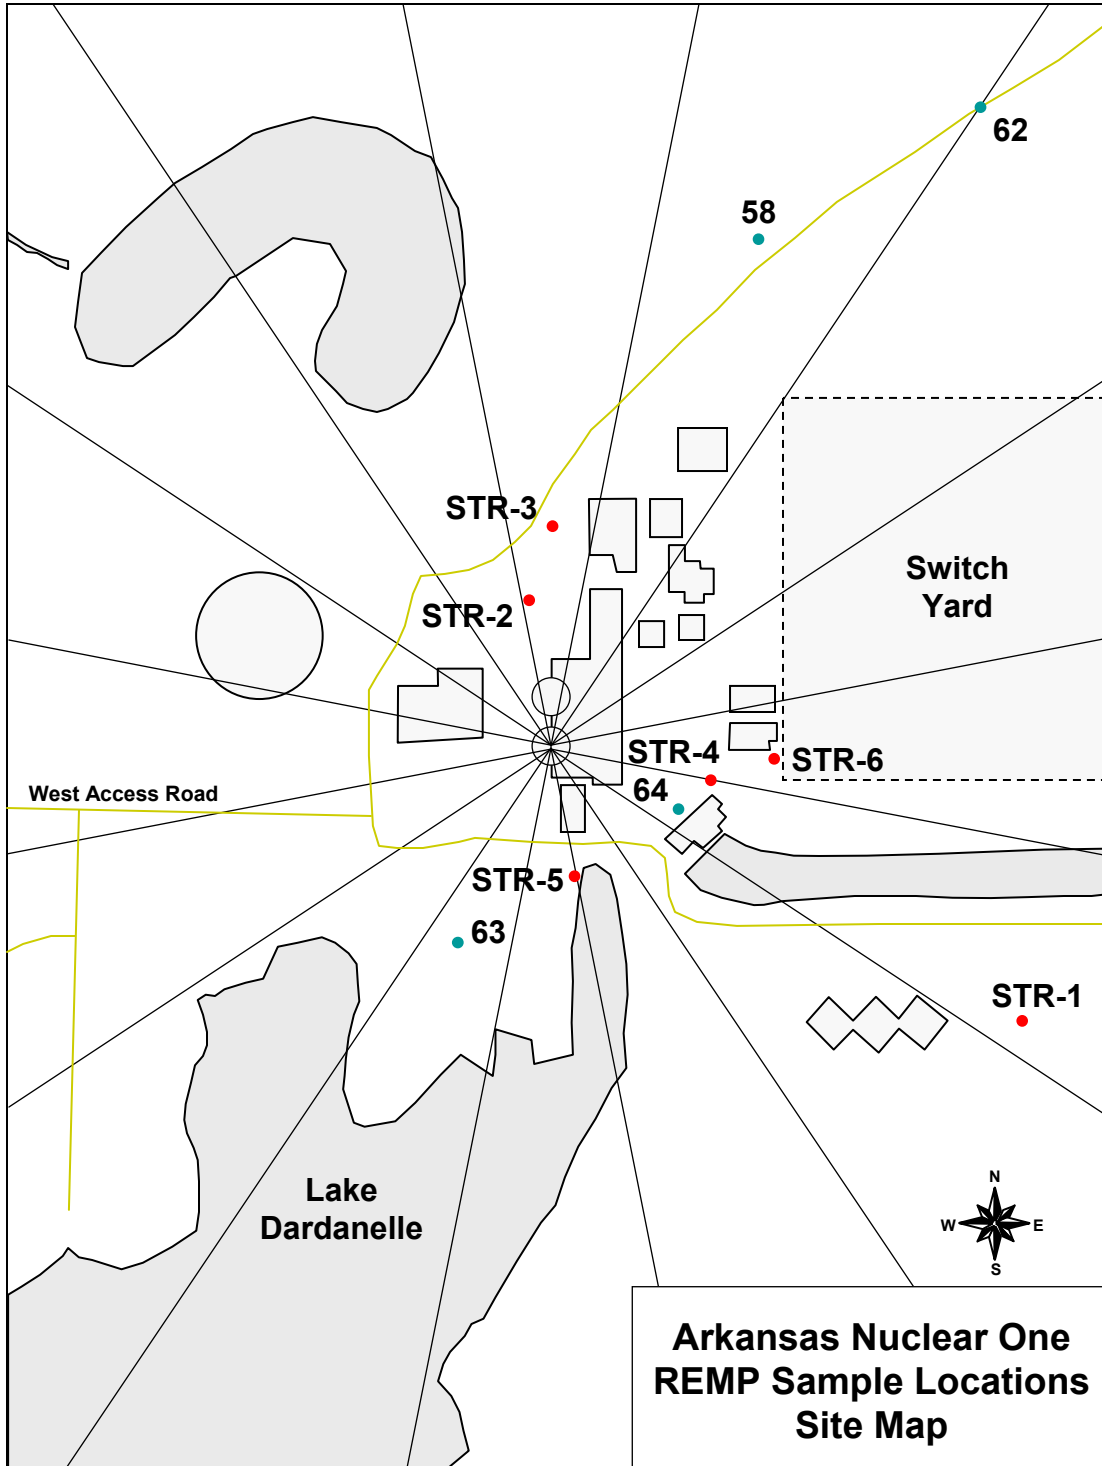 62
58
STR-3
Switch
Yard
STR-2
STR-4
STR-6
64
West Access Road
STR-5
63
STR-1
N
W
E
S
Lake
Dardanelle
Arkansas Nuclear One
REMP Sample Locations
Site Map